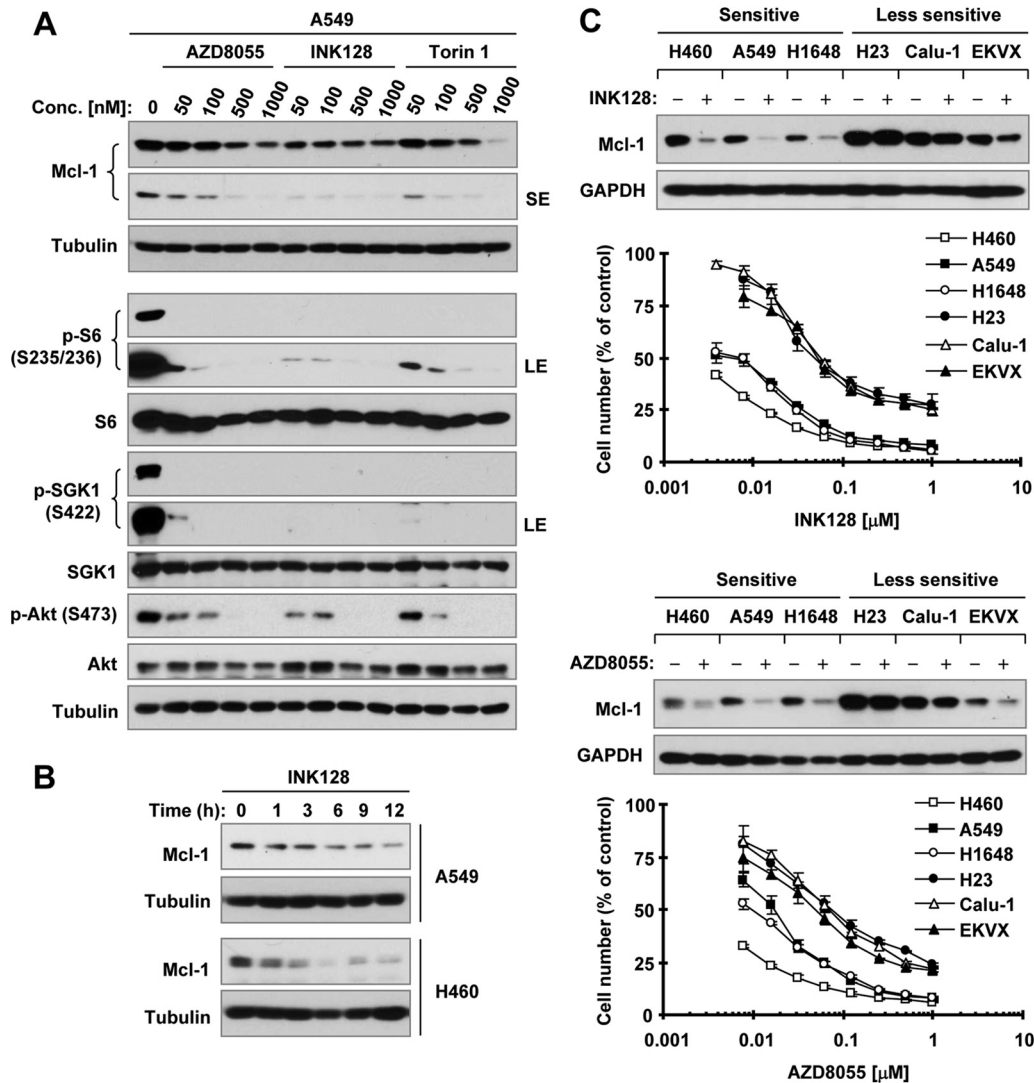 A
A549
AZD8055 INK128 Torin 1
Conc. [nM]: 0 50 100 500 1000 50 100 500 1000 50 100 500 1000
Mcl-1
SE
Tubulin
p-S6
(S235/236)
LE
S6
p-SGK1
(S422)
LE
SGK1
p-Akt (S473)
Akt
Tubulin
B
INK128
Time (h): 0 1 3 6 9 12
Mcl-1
Tubulin
A549
Mcl-1
Tubulin
H460
C
Sensitive Less sensitive
H460 A549 H1648 H23 Calu-1 EKVX
INK128: – + – + – + – + – + – +
Mcl-1
GAPDH
H460
A549
H1648
H23
Calu-1
EKVX
Cell number (% of control)
100
75
50
25
0
0.001 0.01 0.1 1 10
INK128 [µM]
Sensitive Less sensitive
H460 A549 H1648 H23 Calu-1 EKVX
AZD8055: – + – + – + – + – + – +
Mcl-1
GAPDH
H460
A549
H1648
H23
Calu-1
EKVX
Cell number (% of control)
100
75
50
25
0
0.001 0.01 0.1 1 10
AZD8055 [µM]